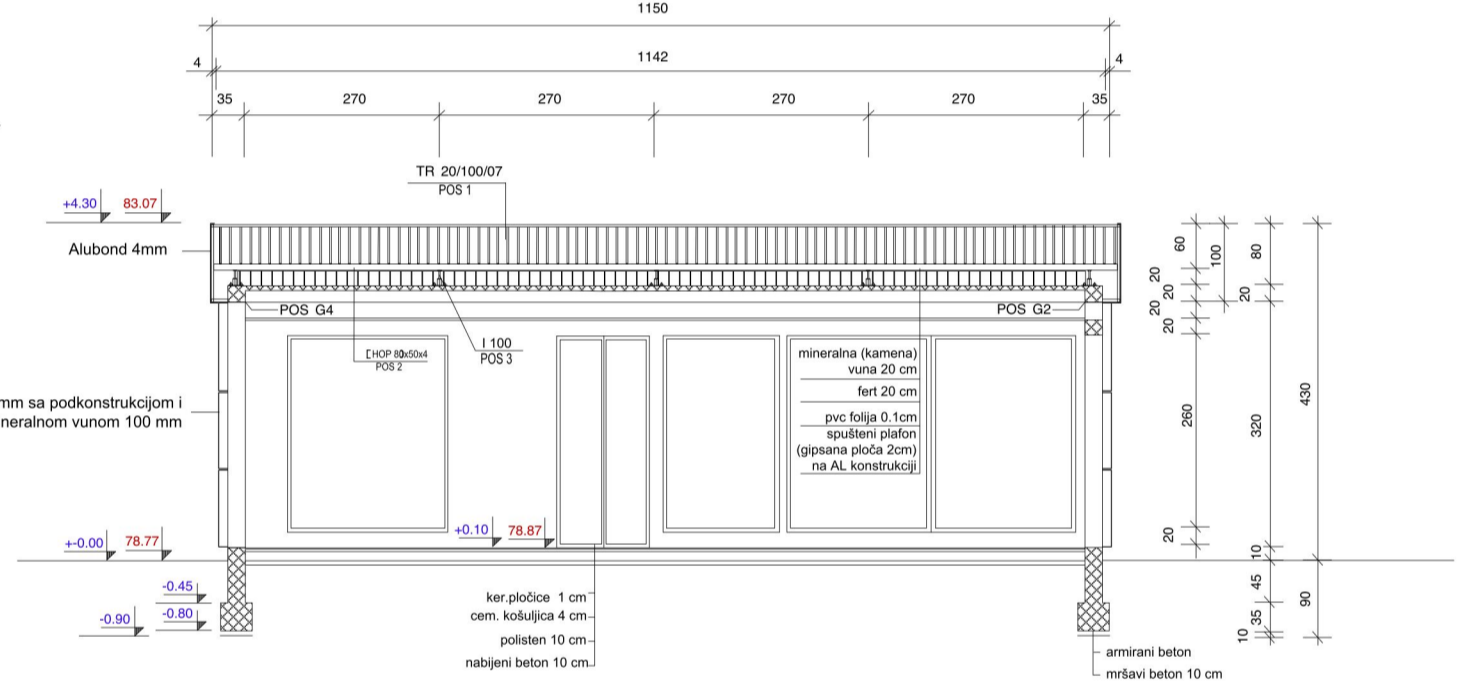 1150
4
1142
4
35
270
270
270
270
35
TR 20/100/07
POS 1
+4.30
83.07
Alubond 4mm
POS G4
POS G2
[HOP 80x50x4
POS 2
I 100
POS 3
mineralna (kamena)
vuna 20 cm
fert 20 cm
pvc folija 0.1cm
spušteni plafon
(gipsana ploča 2cm)
na AL konstrukciji
mm sa podkonstrukcijom i
neralnom vunom 100 mm
+-0.00
78.77
+0.10
78.87
-0.45
-0.90
-0.80
ker.pločice 1 cm
cem. košuljica 4 cm
polisten 10 cm
nabijeni beton 10 cm
armirani beton
mršavi beton 10 cm
60
100
80
20
20
20
20
20
260
320
430
20
10
45
90
35
10